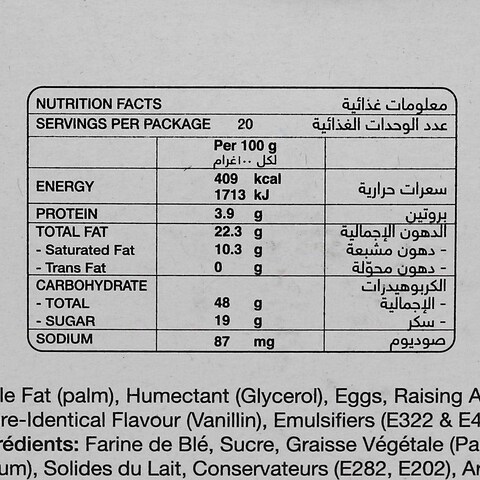 NUTRITION FACTS معلومات غذائية
SERVINGS PER PACKAGE 20 عدد الوحدات الغذائية
Per 100 g
لكل ١٠٠غرام
ENERGY 409 kcal سعرات حرارية
1713 kJ
PROTEIN 3.9 g بروتين
TOTAL FAT 22.3 g الدهون الإجمالية
- Saturated Fat 10.3 g - دهون مشبعة
- Trans Fat 0 g - دهون محوّلة
CARBOHYDRATE الكربوهيدرات
- TOTAL 48 g - الإجمالية
- SUGAR 19 g - سكر
SODIUM 87 mg صوديوم
le Fat (palm), Humectant (Glycerol), Eggs, Raising A
re-Identical Flavour (Vanillin), Emulsifiers (E322 & E4
rédients: Farine de Blé, Sucre, Graisse Végétale (Pa
um), Solides du Lait, Conservateurs (E282, E202), Ar